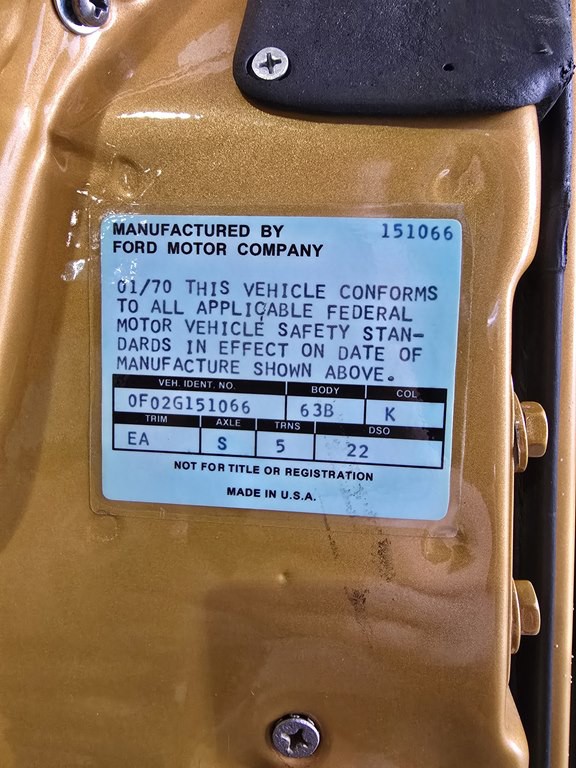 MANUFACTURED BY 151066
FORD MOTOR COMPANY
01/70 THIS VEHICLE CONFORMS
TO ALL APPLICABLE FEDERAL
MOTOR VEHICLE SAFETY STAN-
DARDS IN EFFECT ON DATE OF
MANUFACTURE SHOWN ABOVE.
VEH. IDENT. NO. BODY COL
0F02G151066 63B K
TRIM AXLE TRNS DSO
EA S 5 22
NOT FOR TITLE OR REGISTRATION
MADE IN U.S.A.